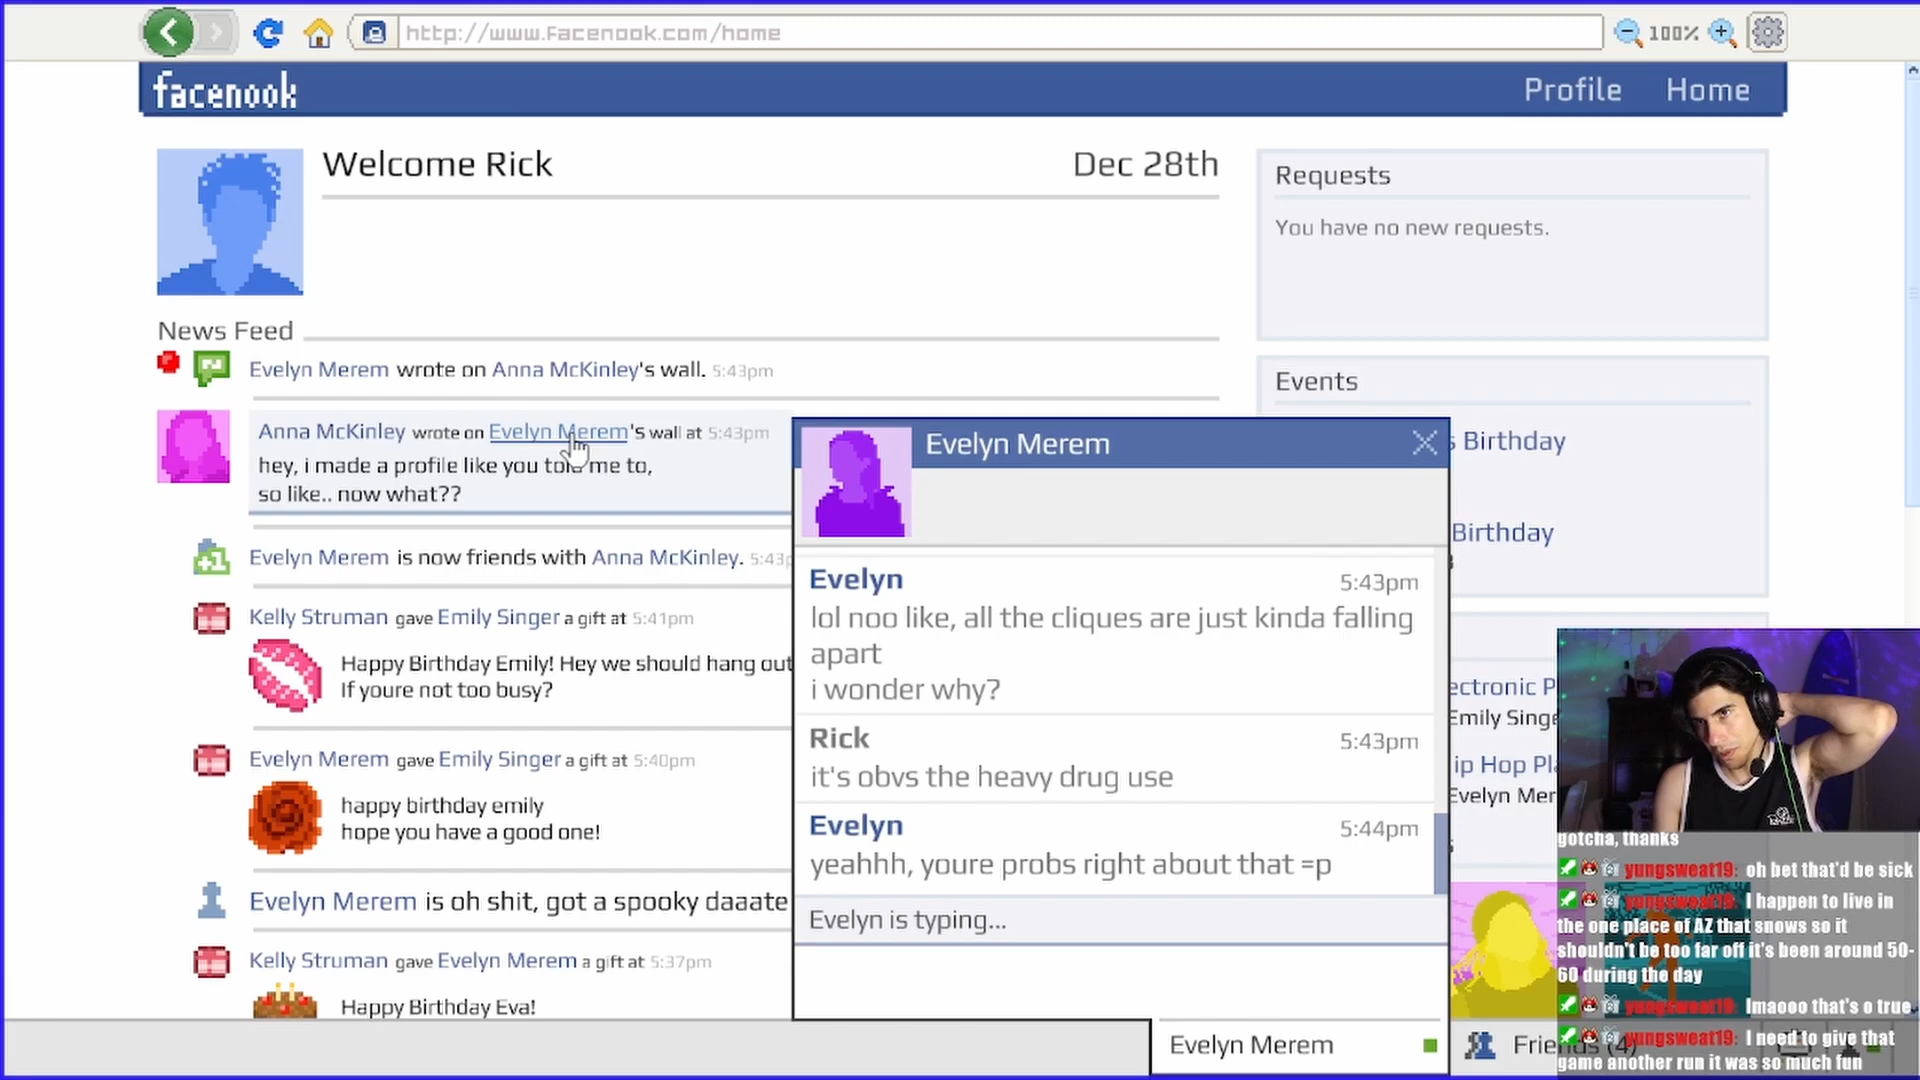 http://www.Facenook.com/home
100%
facenook
Profile
Home
Welcome Rick
Dec 28th
Requests
You have no new requests.
News Feed
Evelyn Merem wrote on Anna McKinley's wall. 5:43pm
Events
Anna McKinley wrote on Evelyn Merem's wall at 5:43pm
hey, i made a profile like you told me to,
so like.. now what??
s Birthday
Birthday
Evelyn Merem is now friends with Anna McKinley. 5:43p
Kelly Struman gave Emily Singer a gift at 5:41pm
Happy Birthday Emily! Hey we should hang out
If youre not too busy?
Evelyn Merem gave Emily Singer a gift at 5:40pm
happy birthday emily
hope you have a good one!
Evelyn Merem is oh shit, got a spooky daaate
Kelly Struman gave Evelyn Merem a gift at 5:37pm
Happy Birthday Eva!
Evelyn Merem
Evelyn 5:43pm
lol noo like, all the cliques are just kinda falling
apart
i wonder why?
Rick 5:43pm
it's obvs the heavy drug use
Evelyn 5:44pm
yeahhh, youre probs right about that =p
Evelyn is typing...
Evelyn Merem
ectronic P
Emily Singe
ip Hop Pla
Evelyn Mer
Friends (4)
gotcha, thanks
yungsweat19: oh bet that'd be sick
yungsweat19: I happen to live in
the one place of AZ that snows so it
shouldn't be too far off it's been around 50-
60 during the day
yungsweat19: lmaooo that's o true
yungsweat19: I need to give that
game another run it was so much fun